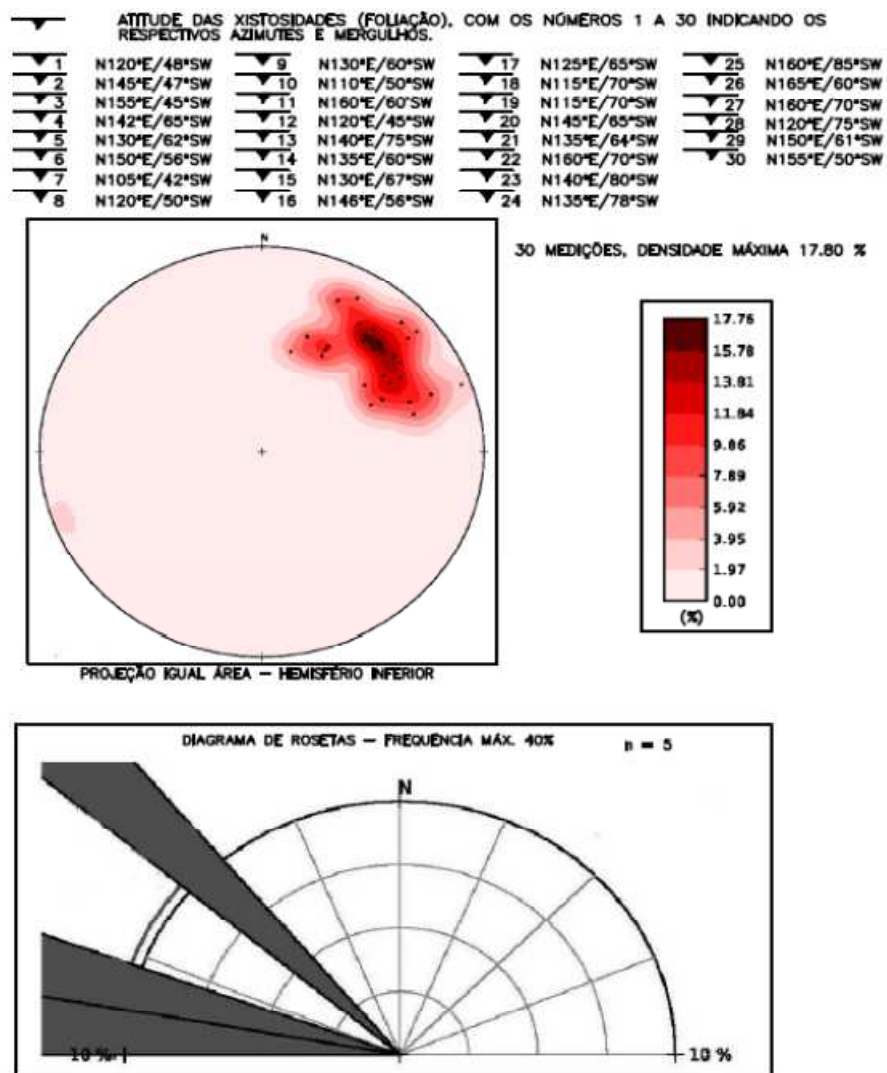 ATITUDE DAS XISTOSIDADES (FOLIAÇÃO), COM OS NÚMEROS 1 A 30 INDICANDO OS
RESPECTIVOS AZIMUTES E MERGULHOS.
1 N120°E/48°SW 9 N130°E/60°SW 17 N125°E/65°SW 25 N160°E/85°SW
2 N145°E/47°SW 10 N110°E/50°SW 18 N115°E/70°SW 26 N165°E/60°SW
3 N155°E/45°SW 11 N160°E/60°SW 19 N115°E/70°SW 27 N160°E/70°SW
4 N142°E/65°SW 12 N120°E/45°SW 20 N145°E/65°SW 28 N120°E/75°SW
5 N130°E/62°SW 13 N140°E/75°SW 21 N135°E/64°SW 29 N150°E/61°SW
6 N150°E/56°SW 14 N135°E/60°SW 22 N160°E/70°SW 30 N155°E/50°SW
7 N105°E/42°SW 15 N130°E/67°SW 23 N140°E/80°SW
8 N120°E/50°SW 16 N146°E/56°SW 24 N135°E/78°SW
N
30 MEDIÇÕES, DENSIDADE MÁXIMA 17.80 %
17.76
15.78
13.81
11.84
9.86
7.89
5.92
3.95
1.97
0.00
(%)
PROJEÇÃO IGUAL ÁREA – HEMISFÉRIO INFERIOR
DIAGRAMA DE ROSETAS – FREQUÊNCIA MÁX. 40% n = 5
N
10 % 10 %